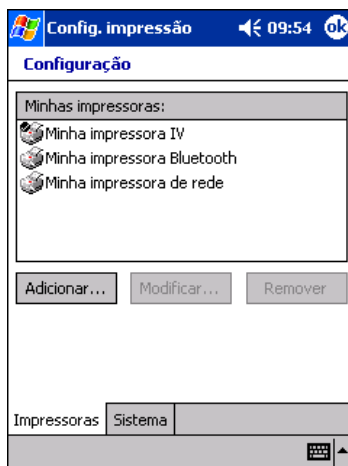 Config. impressão 09:54 ok
Configuração
Minhas impressoras:
Minha impressora IV
Minha impressora Bluetooth
Minha impressora de rede
Adicionar... Modificar... Remover
Impressoras Sistema